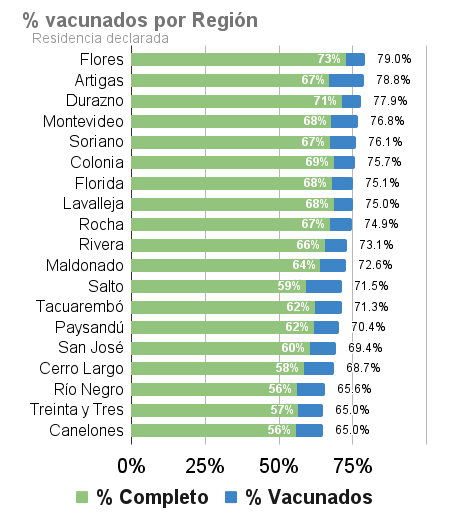 % vacunados por Región
Residencia declarada
Flores 73% 79.0%
Artigas 67% 78.8%
Durazno 71% 77.9%
Montevideo 68% 76.8%
Soriano 67% 76.1%
Colonia 69% 75.7%
Florida 68% 75.1%
Lavalleja 68% 75.0%
Rocha 67% 74.9%
Rivera 66% 73.1%
Maldonado 64% 72.6%
Salto 59% 71.5%
Tacuarembó 62% 71.3%
Paysandú 62% 70.4%
San José 60% 69.4%
Cerro Largo 58% 68.7%
Río Negro 56% 65.6%
Treinta y Tres 57% 65.0%
Canelones 56% 65.0%
0% 25% 50% 75%
% Completo % Vacunados